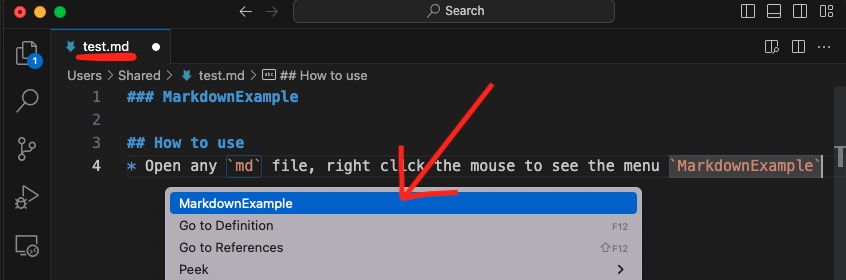 Search
test.md
Users > Shared > test.md > abc ## How to use
1 ### MarkdownExample
2
3 ## How to use
4 * Open any `md` file, right click the mouse to see the menu `MarkdownExample`
1
MarkdownExample
Go to Definition F12
Go to References ⇧F12
Peek >